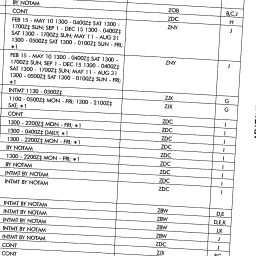 BY NOTAM ZOB B,C,J
CONT ZDC H
FEB 15 - MAY 10 1300 - 0400Z‡ SAT 1300 - ZNY J
1700Z‡ SUN; SEP 1 - DEC 15 1300 - 0400Z‡
SAT 1300 - 1700Z‡ SUN; MAY 11 - AUG 31
1300 - 0500Z‡ SAT 1300 - 0100Z‡ SUN - FRI;
*1
FEB 15 - MAY 10 1300 - 0400Z‡ SAT 1300 - ZNY J
1700Z‡ SUN; SEP 1 - DEC 15 1300 - 0400Z‡
SAT 1300 - 1700Z‡ SUN; MAY 11 - AUG 31
1300 - 0500Z‡ SAT 1300 - 0100Z‡ SUN - FRI;
*1
INTMT 1130 - 0500Z‡ ZJX G
1100 - 0500Z‡ MON - FRI; 1300 - 2100Z‡ ZJX G
SAT; *1
CONT ZDC I
1300 - 2200Z‡ MON - FRI; *1 ZDC I
1300 - 0400Z‡ DAILY; *1 ZDC I
1300 - 2200Z‡ MON - FRI; *1 ZDC I
BY NOTAM ZDC I
1300 - 2200Z‡ MON - FRI; *1 ZDC I
BY NOTAM ZDC I
INTMT BY NOTAM ZDC I
INTMT BY NOTAM ZDC I
INTMT BY NOTAM ZBW D,E
INTMT BY NOTAM ZBW D,E,K
INTMT BY NOTAM ZBW J,K
INTMT BY NOTAM ZBW J
CONT ZDC I
CONT ZJX